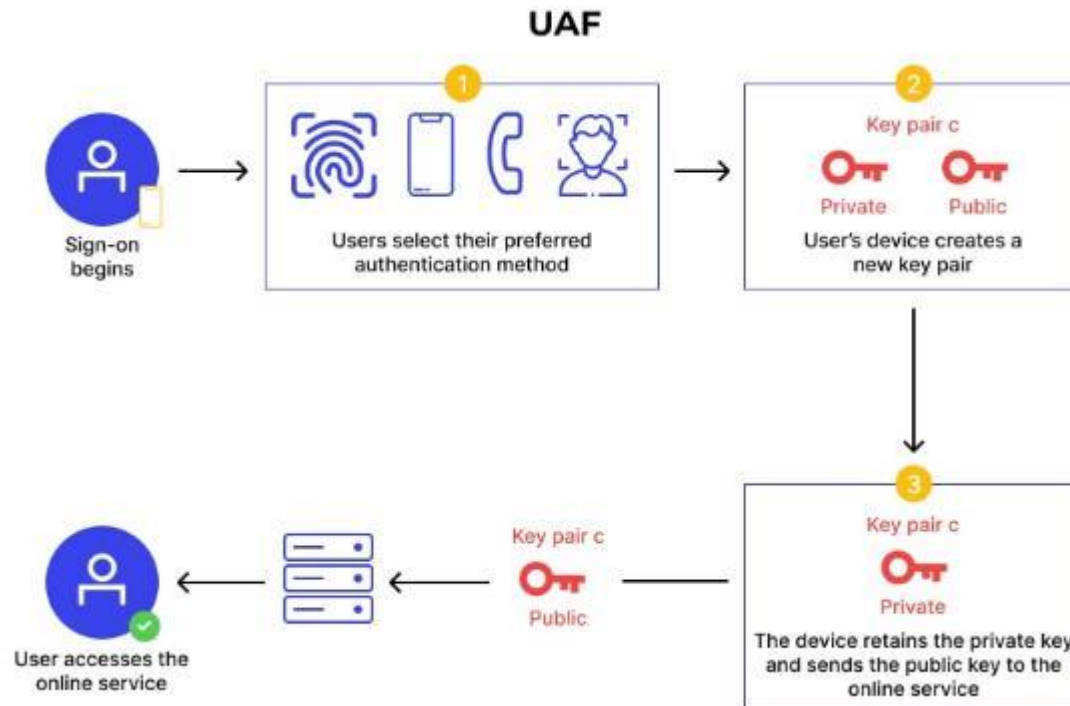 UAF
1
Users select their preferred
authentication method
2
Key pair c
Private
Public
User's device creates a
new key pair
Sign-on
begins
3
Key pair c
Private
The device retains the private key
and sends the public key to the
online service
Key pair c
Public
User accesses the
online service